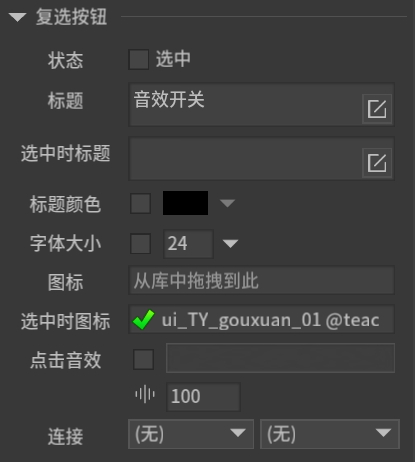 复选按钮
状态 选中
标题 音效开关
选中时标题
标题颜色
字体大小 24
图标 从库中拖拽到此
选中时图标 ui_TY_gouxuan_01 @teac
点击音效
100
连接 (无) (无)